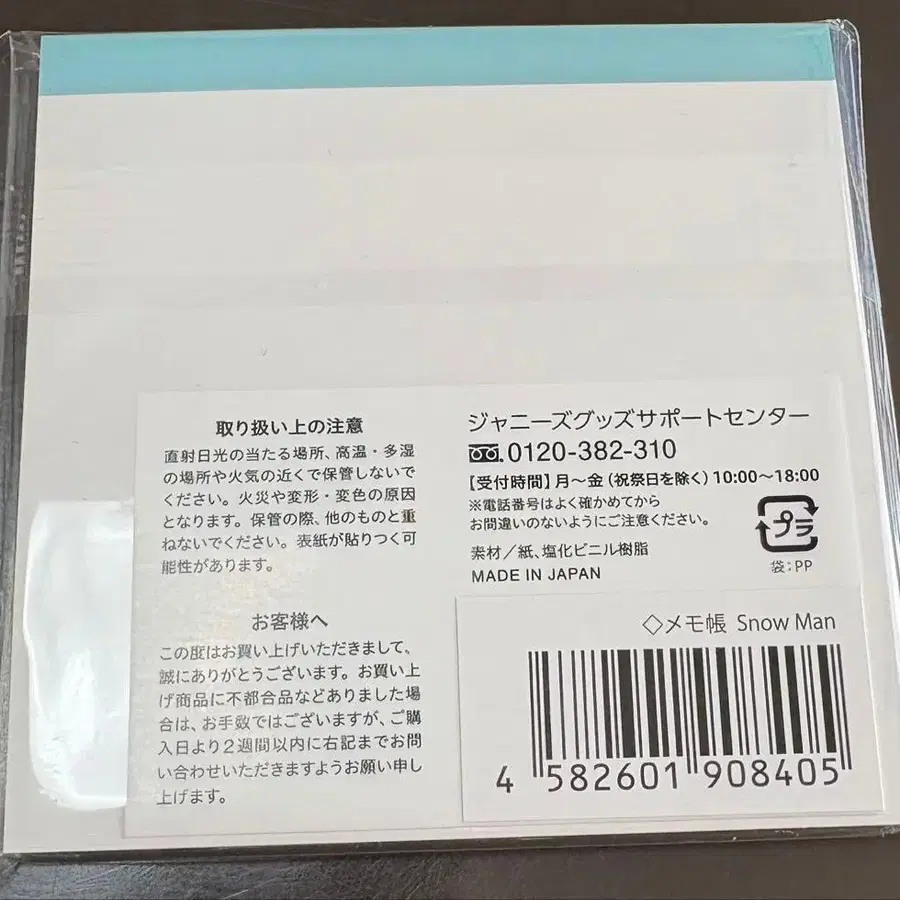 取り扱い上の注意
直射日光の当たる場所、高温・多湿
の場所や火気の近くで保管しないで
ください。火災や変形・変色の原因
となります。保管の際、他のものと重
ねないでください。表紙が貼りつく可
能性があります。
お客様へ
この度はお買い上げいただきまして、
誠にありがとうございます。お買い上
げ商品に不都合品などありました場
合は、お手数ではございますが、ご購
入日より2週間以内に右記までお問
い合わせいただきますようお願い申し
上げます。
ジャニーズグッズサポートセンター
0120-382-310
【受付時間】月〜金(祝祭日を除く)10:00〜18:00
※電話番号はよく確かめてから
お間違いのないようにご注意ください。
素材/紙、塩化ビニル樹脂
MADE IN JAPAN
プラ
袋:PP
◇メモ帳 Snow Man
4 582601 908405